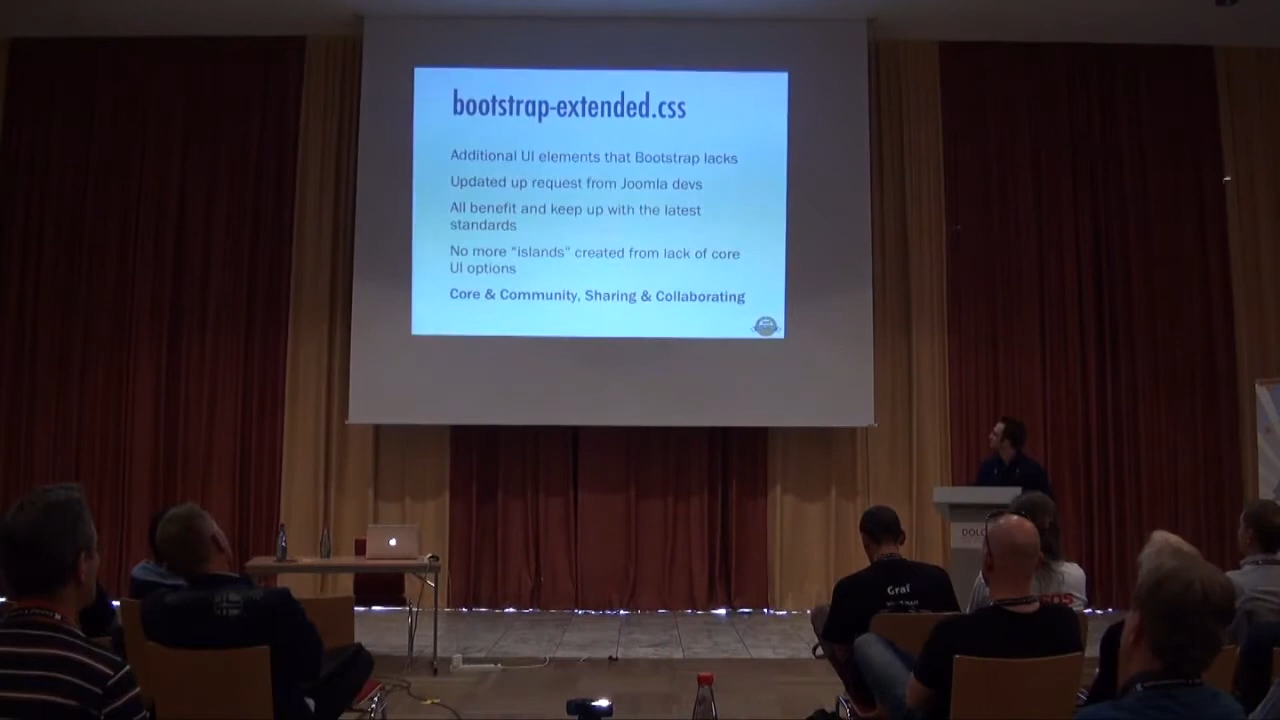 bootstrap-extended.css
Additional UI elements that Bootstrap lacks
Updated up request from Joomla devs
All benefit and keep up with the latest
standards
No more "islands" created from lack of core
UI options
Core & Community, Sharing & Collaborating
Graf